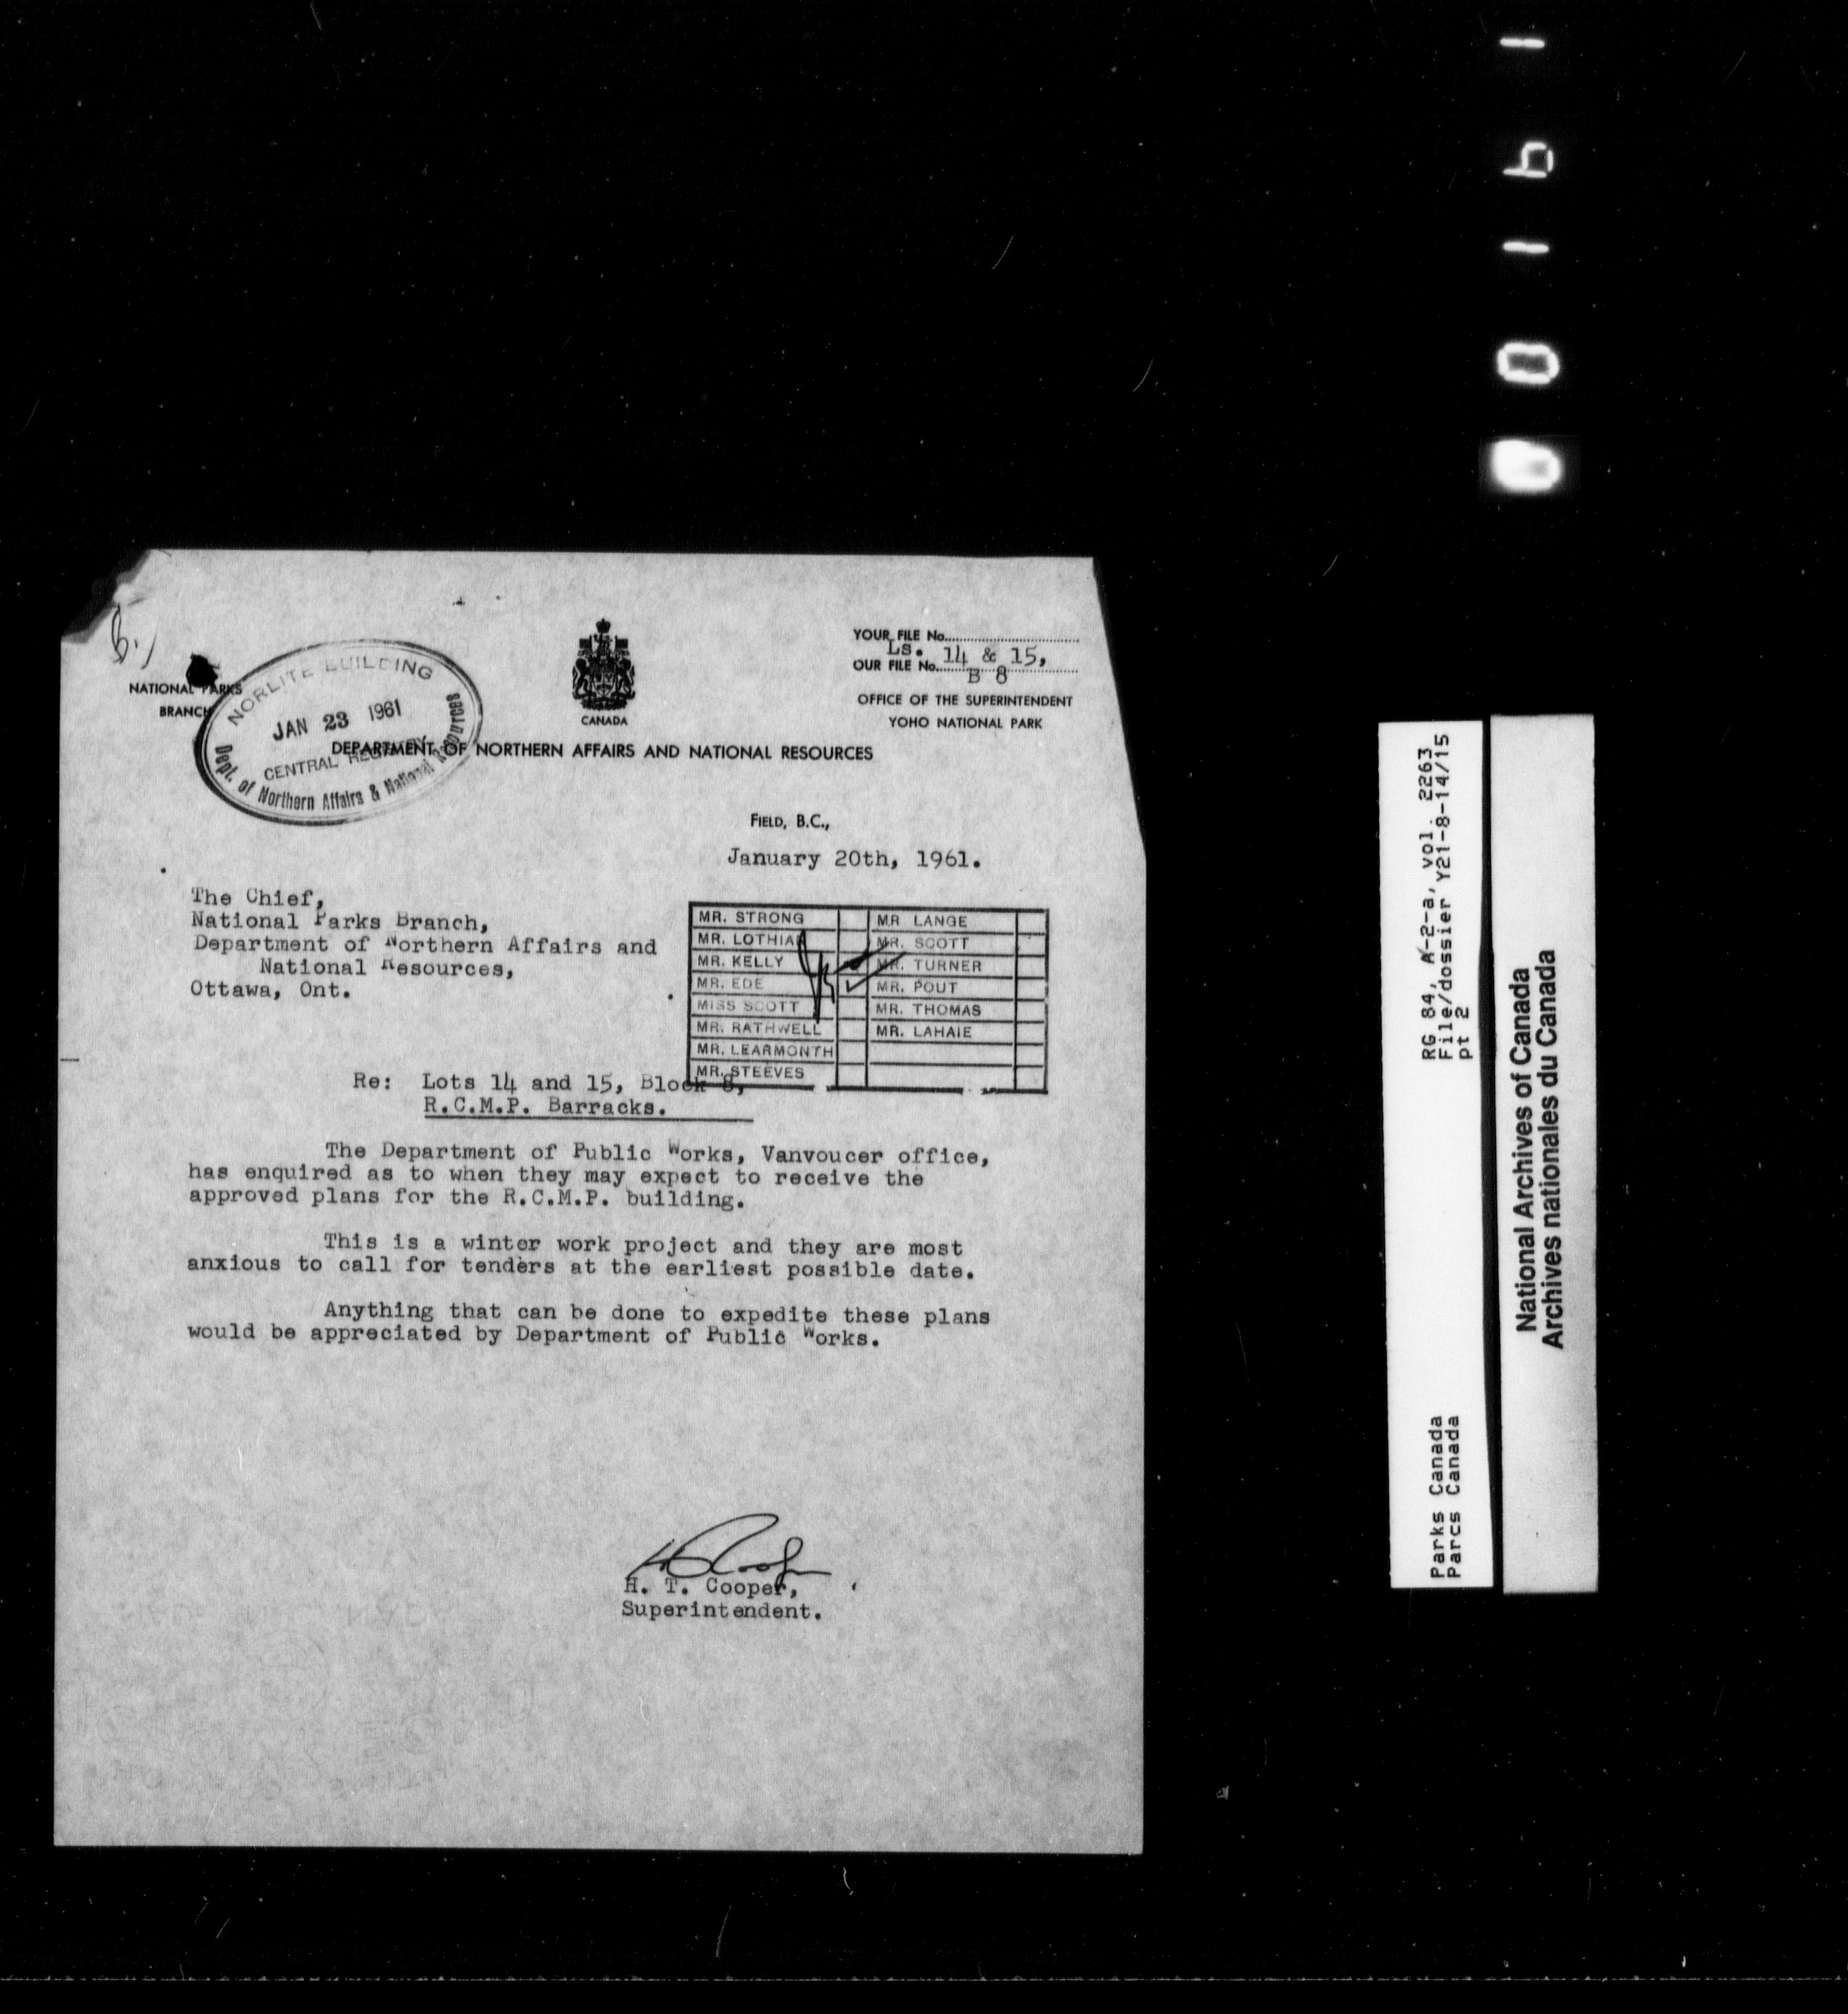 NATIONAL PARKS
BRANCH
NORLITE BUILDING
JAN 23 1961
CENTRAL REGISTRY
Dept. of Northern Affairs & National Resources
CANADA
YOUR FILE No.
Ls. 14 & 15,
OUR FILE No.
B 8
OFFICE OF THE SUPERINTENDENT
YOHO NATIONAL PARK
DEPARTMENT OF NORTHERN AFFAIRS AND NATIONAL RESOURCES
FIELD, B.C.,
January 20th, 1961.
The Chief,
National Parks Branch,
Department of Northern Affairs and
National Resources,
Ottawa, Ont.
MR. STRONG MR LANGE
MR. LOTHIAN MR. SCOTT
MR. KELLY MR. TURNER
MR. EDE MR. POUT
MISS SCOTT MR. THOMAS
MR. RATHWELL MR. LAHAIE
MR. LEARMONTH
MR. STEEVES
Re: Lots 14 and 15, Block 8,
R.C.M.P. Barracks.
The Department of Public Works, Vanvoucer office,
has enquired as to when they may expect to receive the
approved plans for the R.C.M.P. building.
This is a winter work project and they are most
anxious to call for tenders at the earliest possible date.
Anything that can be done to expedite these plans
would be appreciated by Department of Public Works.
H. T. Cooper,
Superintendent.
RG 84, A-2-a, vol. 2263
File/dossier Y21-8-14/15
pt 2
Parks Canada
Parcs Canada
National Archives of Canada
Archives nationales du Canada